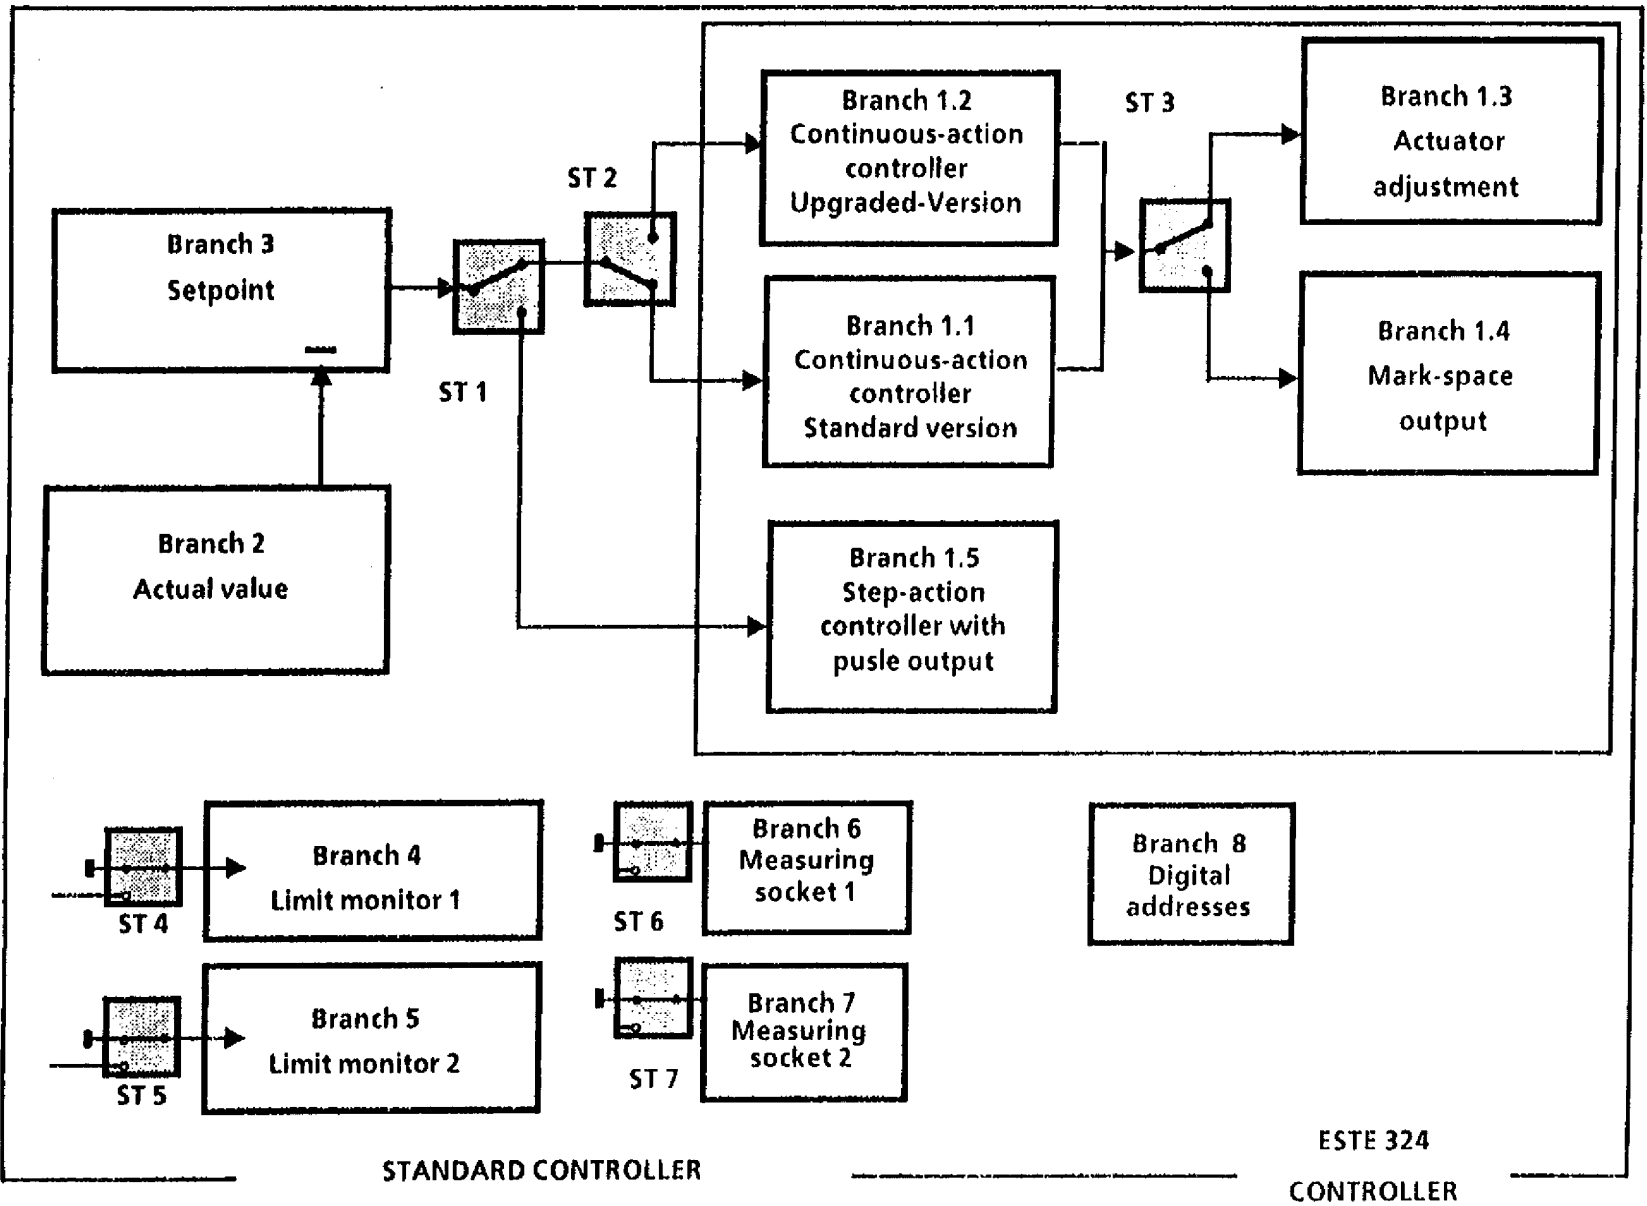 Branch 3
Setpoint
Branch 2
Actual value
ST 1
ST 2
Branch 1.2
Continuous-action
controller
Upgraded-Version
Branch 1.1
Continuous-action
controller
Standard version
Branch 1.5
Step-action
controller with
pusle output
ST 3
Branch 1.3
Actuator
adjustment
Branch 1.4
Mark-space
output
ST 4
Branch 4
Limit monitor 1
ST 5
Branch 5
Limit monitor 2
ST 6
Branch 6
Measuring
socket 1
ST 7
Branch 7
Measuring
socket 2
Branch 8
Digital
addresses
STANDARD CONTROLLER
ESTE 324
CONTROLLER